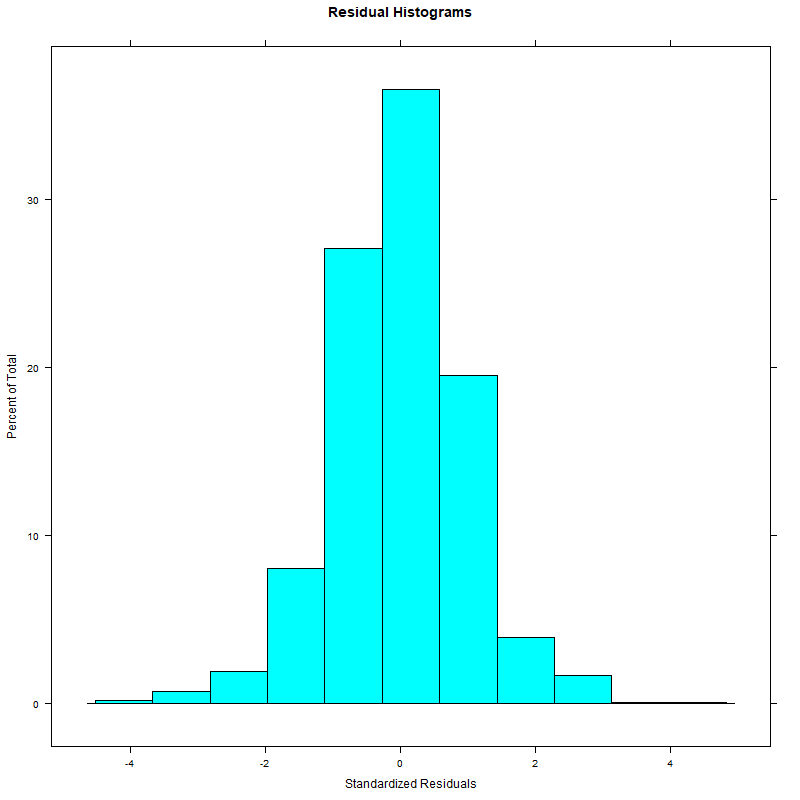 Residual Histograms
Percent of Total
30
20
10
0
-4 -2 0 2 4
Standardized Residuals